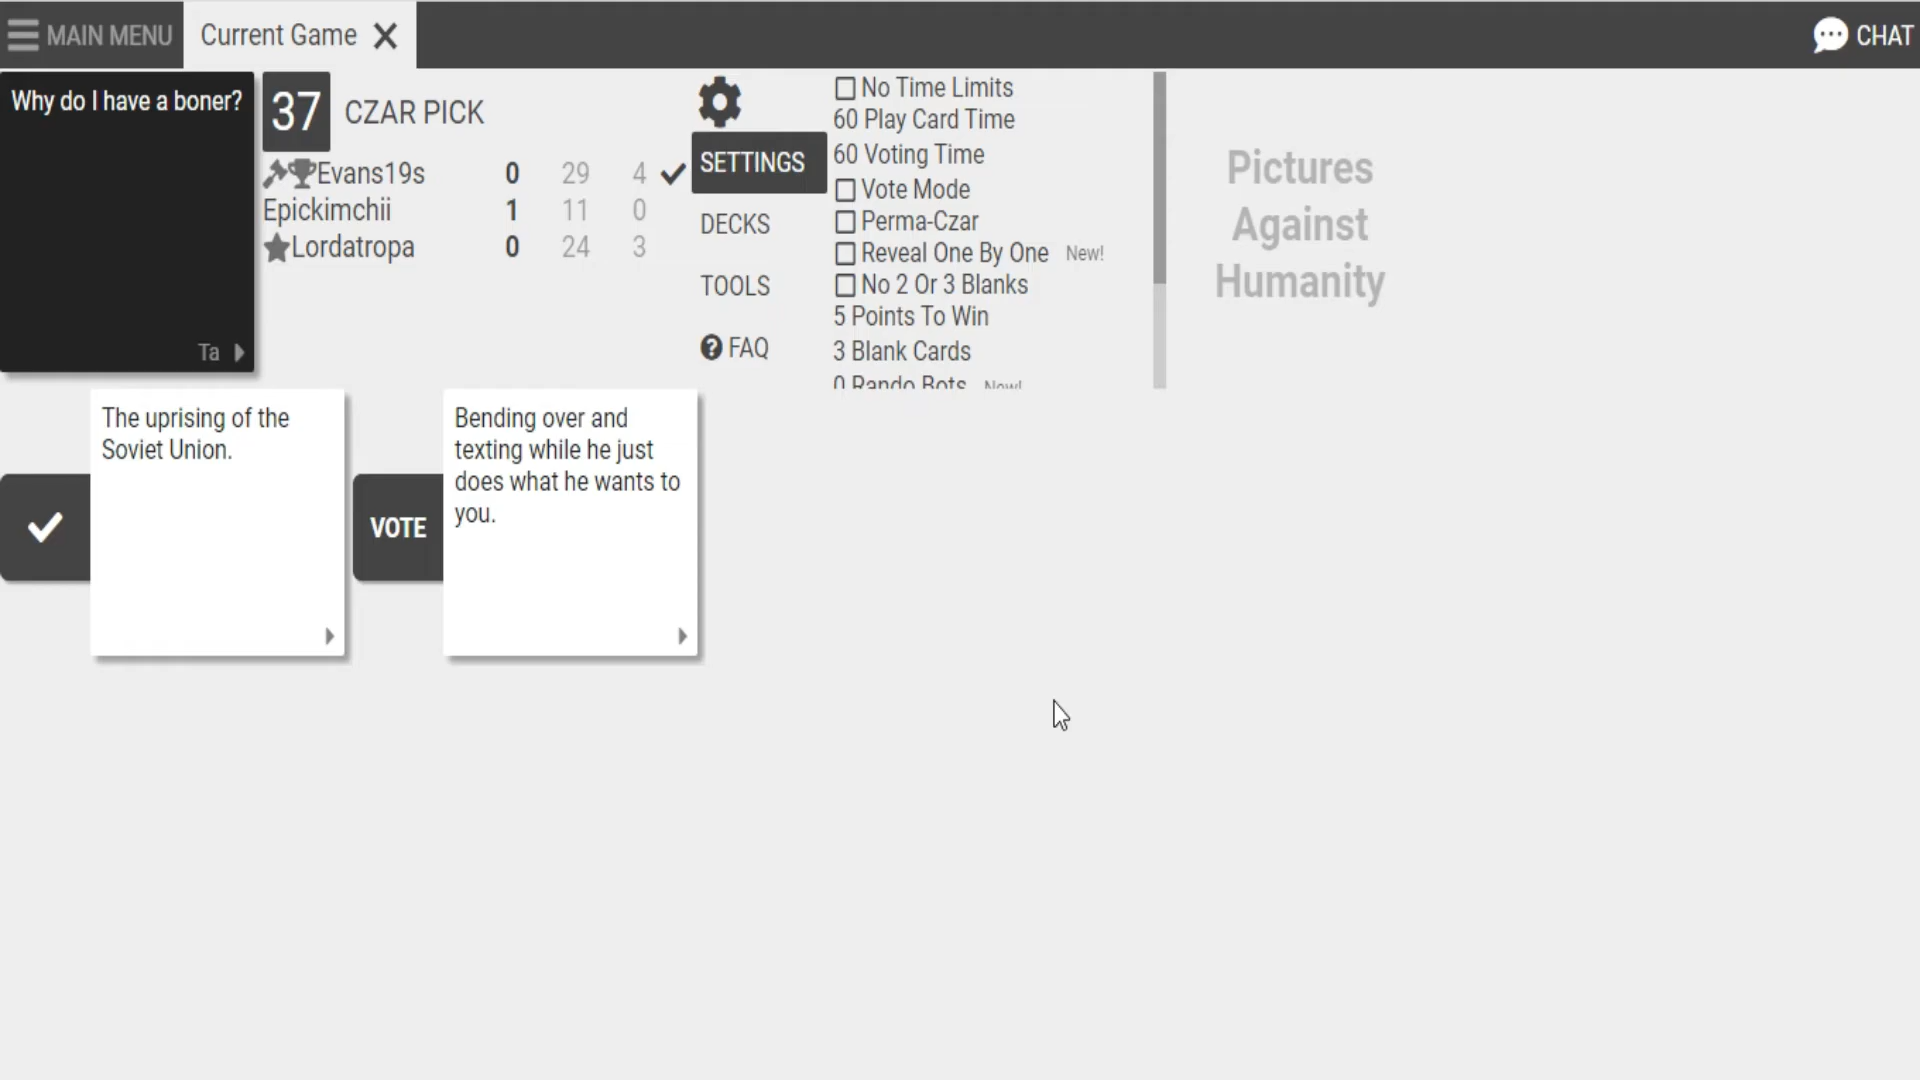 MAIN MENU
Current Game
CHAT
Why do I have a boner?
Ta
37 CZAR PICK
Evans19s 0 29 4
Epickimchii 1 11 0
Lordatropa 0 24 3
SETTINGS
DECKS
TOOLS
FAQ
No Time Limits
60 Play Card Time
60 Voting Time
Vote Mode
Perma-Czar
Reveal One By One New!
No 2 Or 3 Blanks
5 Points To Win
3 Blank Cards
0 Rando Bots New!
Pictures
Against
Humanity
The uprising of the
Soviet Union.
VOTE
Bending over and
texting while he just
does what he wants to
you.